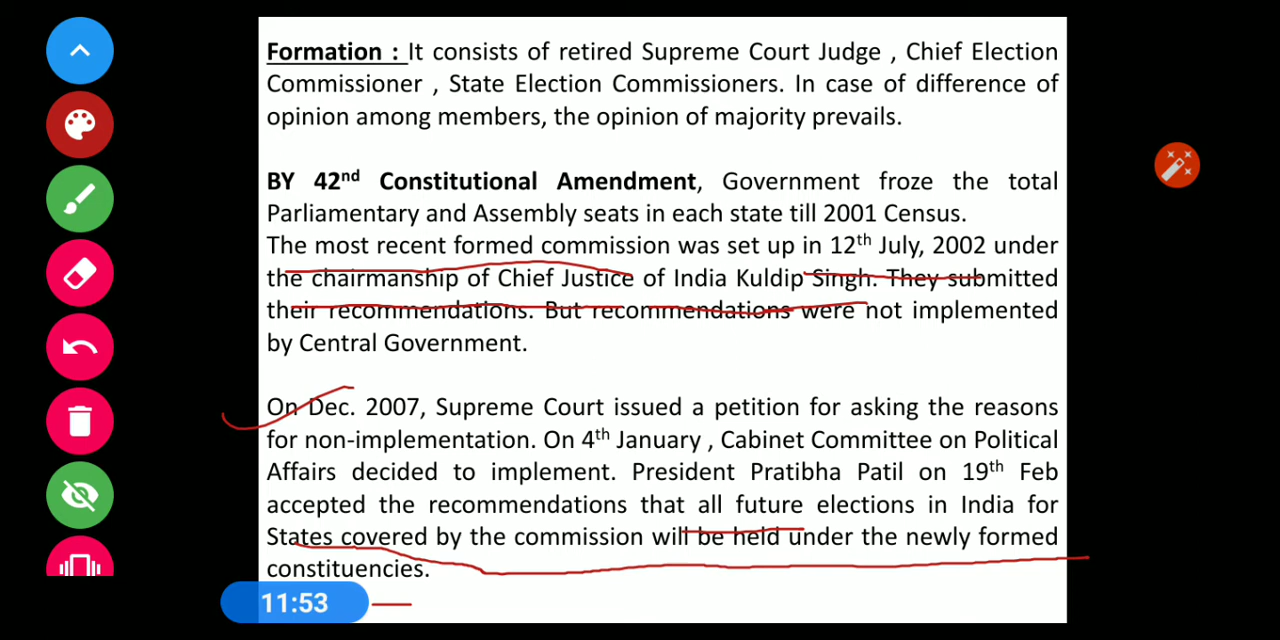 Formation : It consists of retired Supreme Court Judge , Chief Election
Commissioner , State Election Commissioners. In case of difference of
opinion among members, the opinion of majority prevails.
BY 42nd Constitutional Amendment, Government froze the total
Parliamentary and Assembly seats in each state till 2001 Census.
The most recent formed commission was set up in 12th July, 2002 under
the chairmanship of Chief Justice of India Kuldip Singh. They submitted
their recommendations. But recommendations were not implemented
by Central Government.
On Dec. 2007, Supreme Court issued a petition for asking the reasons
for non-implementation. On 4th January , Cabinet Committee on Political
Affairs decided to implement. President Pratibha Patil on 19th Feb
accepted the recommendations that all future elections in India for
States covered by the commission will be held under the newly formed
constituencies.
11:53